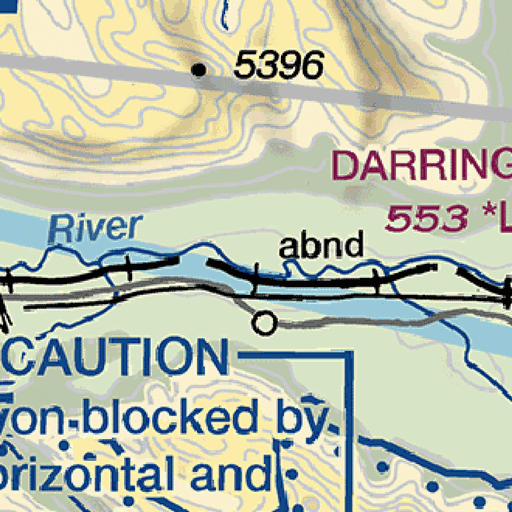 5396
DARRING
553 *L
River
abnd
CAUTION
yon-blocked by
orizontal and